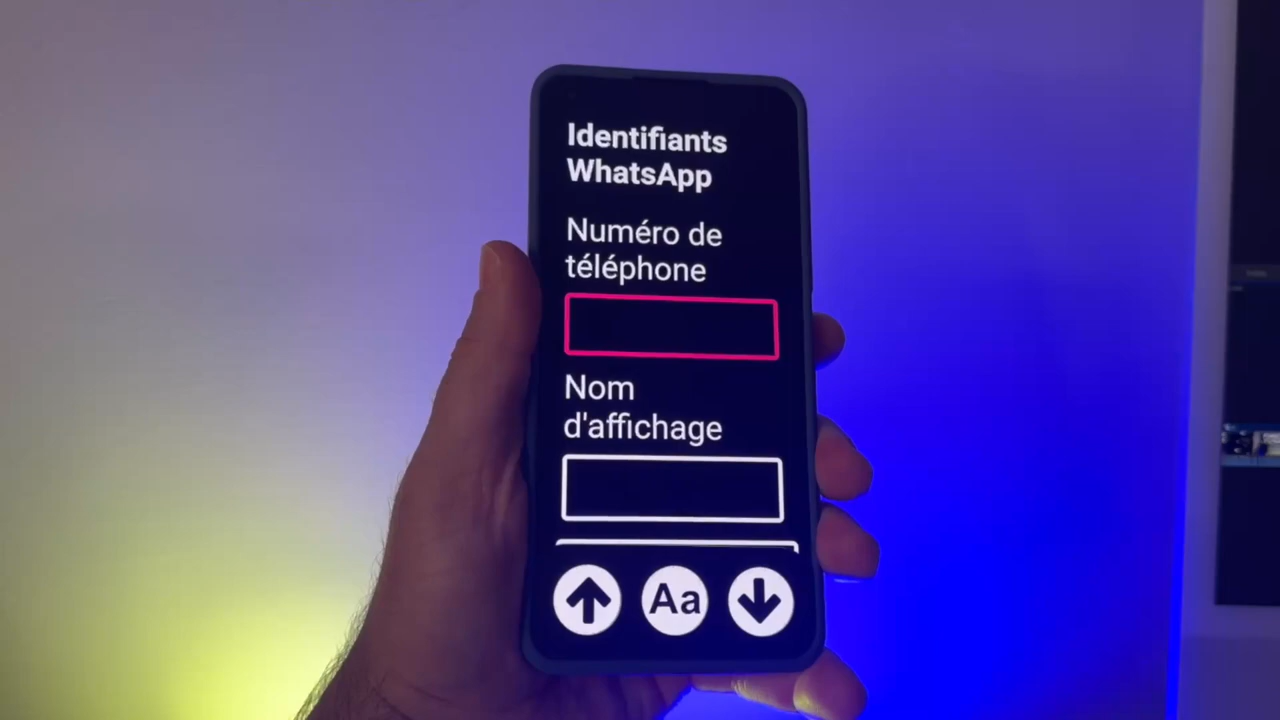 Identifiants
WhatsApp
Numéro de
téléphone
Nom
d'affichage
Aa